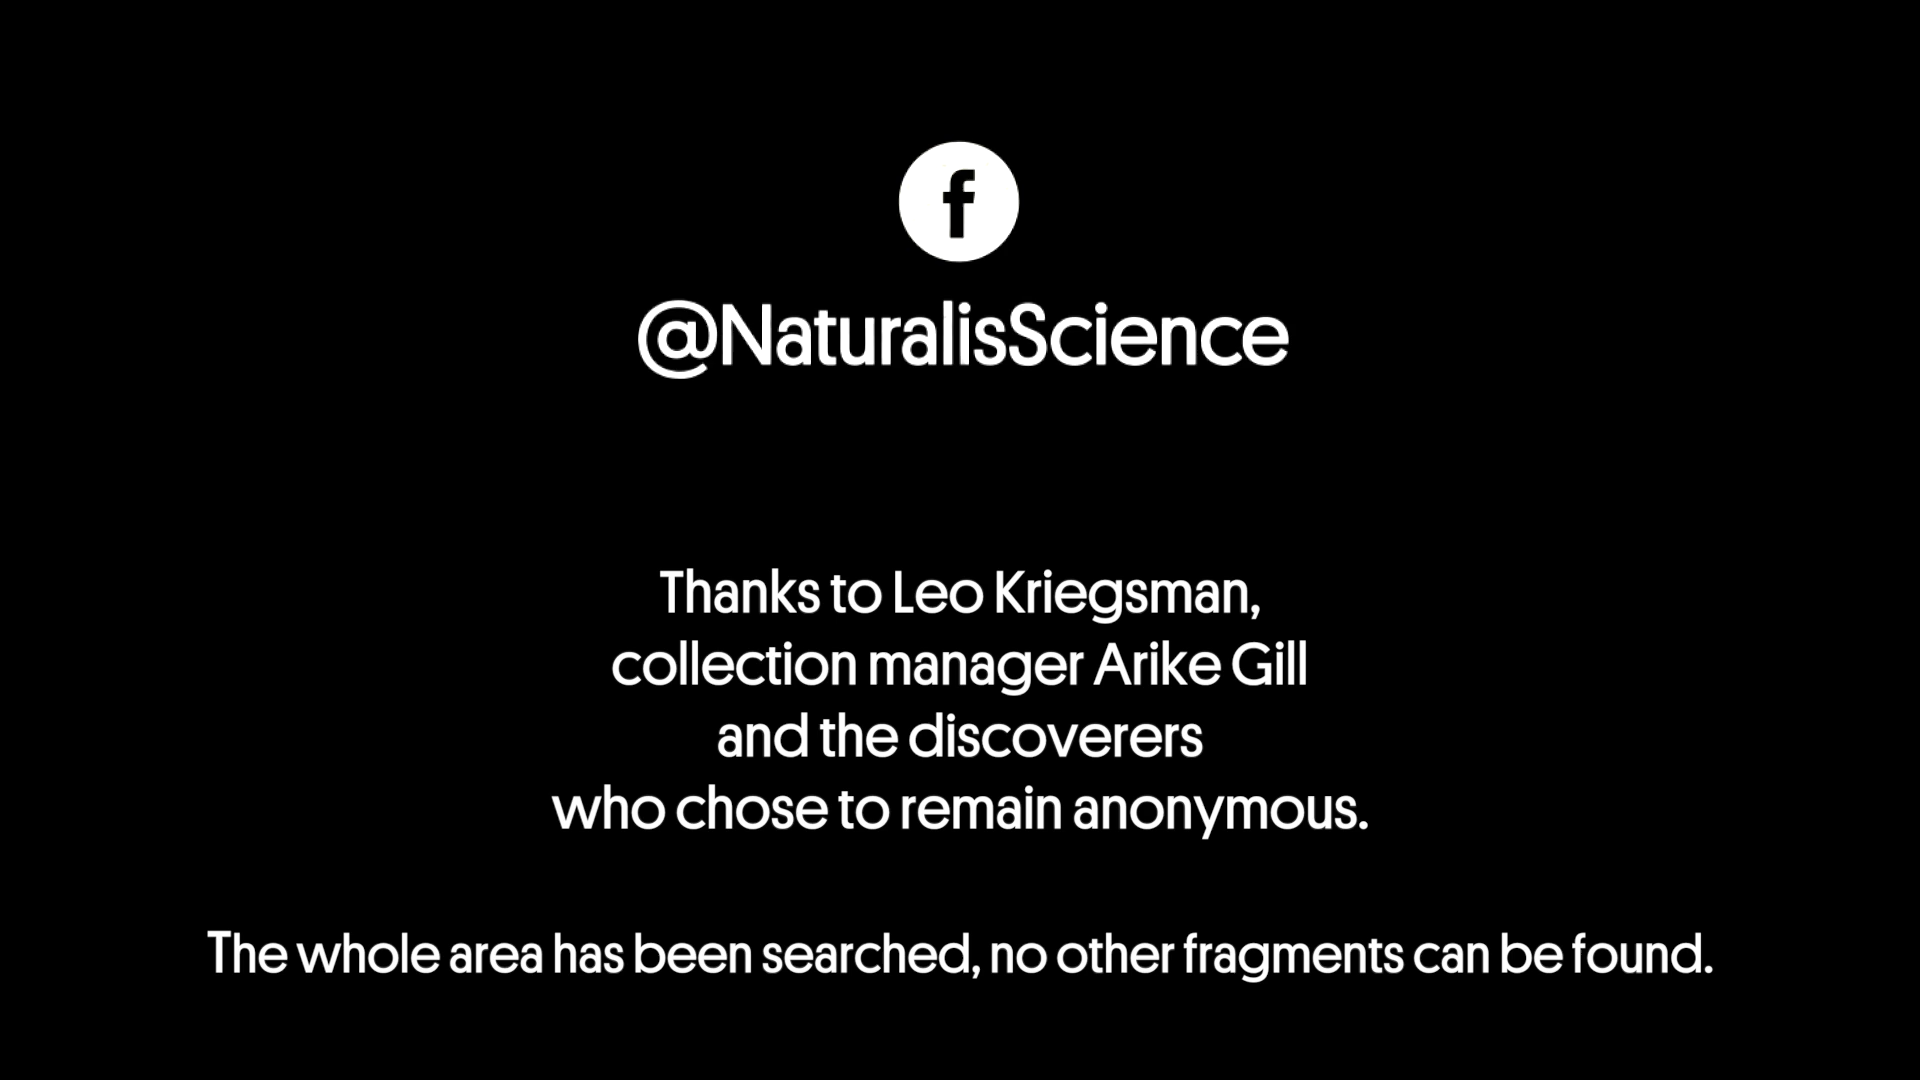 f
@NaturalisScience
Thanks to Leo Kriegsman,
collection manager Arike Gill
and the discoverers
who chose to remain anonymous.
The whole area has been searched, no other fragments can be found.